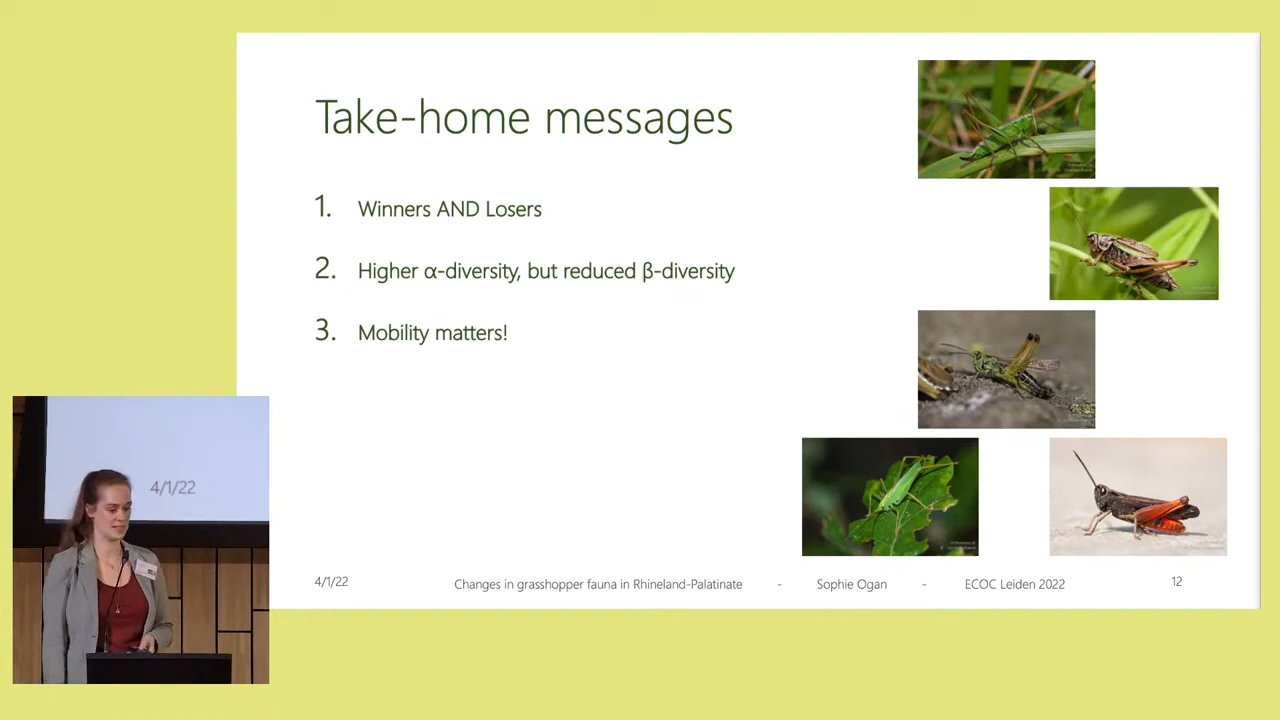 Take-home messages
1. Winners AND Losers
2. Higher α-diversity, but reduced β-diversity
3. Mobility matters!
4/1/22
4/1/22 Changes in grasshopper fauna in Rhineland-Palatinate - Sophie Ogan - ECOC Leiden 2022 12